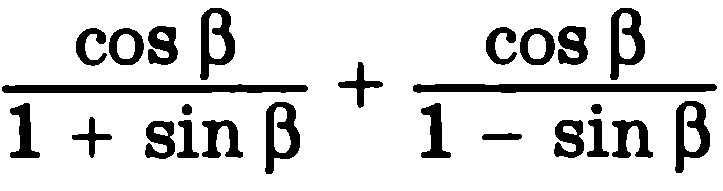 cos β / (1 + sin β) + cos β / (1 − sin β)